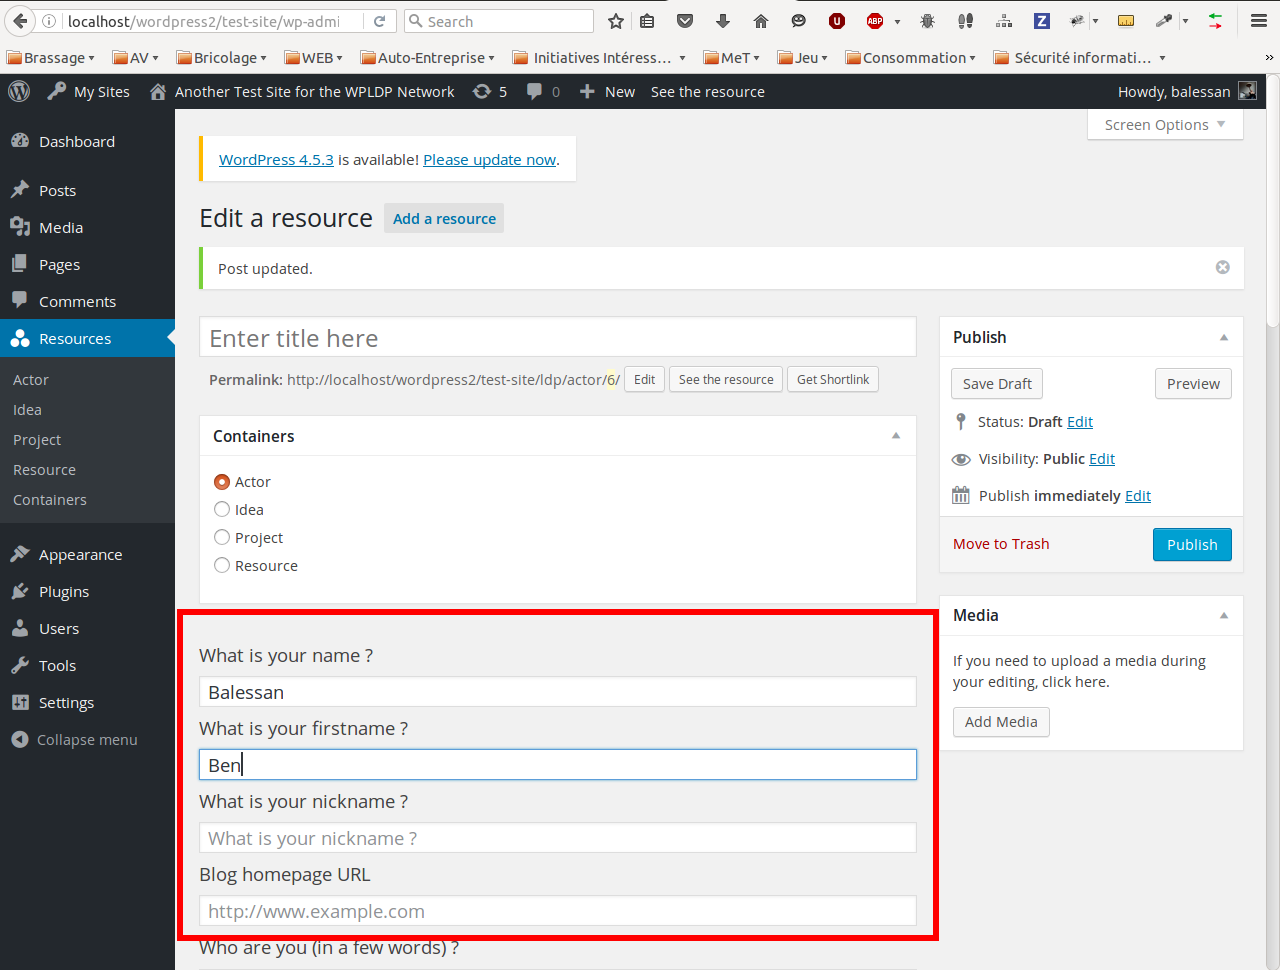 localhost/wordpress2/test-site/wp-admi
Search
Brassage AV Bricolage WEB Auto-Entreprise Initiatives Intéress... MeT Jeu Consommation Sécurité informati... »
My Sites Another Test Site for the WPLDP Network 5 0 New See the resource Howdy, balessan
Screen Options
Dashboard
Posts
Media
Pages
Comments
Resources
Actor
Idea
Project
Resource
Containers
Appearance
Plugins
Users
Tools
Settings
Collapse menu
WordPress 4.5.3 is available! Please update now.
Edit a resource Add a resource
Post updated.
Enter title here
Permalink: http://localhost/wordpress2/test-site/ldp/actor/6/ Edit See the resource Get Shortlink
Containers
Actor
Idea
Project
Resource
What is your name ?
Balessan
What is your firstname ?
Ben
What is your nickname ?
What is your nickname ?
Blog homepage URL
http://www.example.com
Who are you (in a few words) ?
Publish
Save Draft Preview
Status: Draft Edit
Visibility: Public Edit
Publish immediately Edit
Move to Trash Publish
Media
If you need to upload a media during
your editing, click here.
Add Media